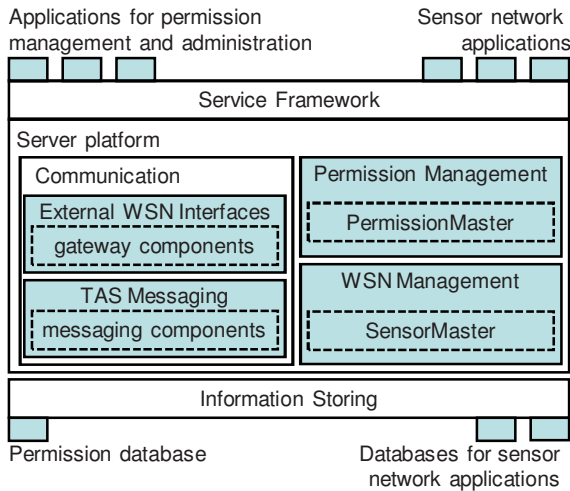 Applications for permission
management and administration
Sensor network
applications
Service Framework
Server platform
Communication
External WSN Interfaces
gateway components
TAS Messaging
messaging components
Permission Management
PermissionMaster
WSN Management
SensorMaster
Information Storing
Permission database
Databases for sensor
network applications